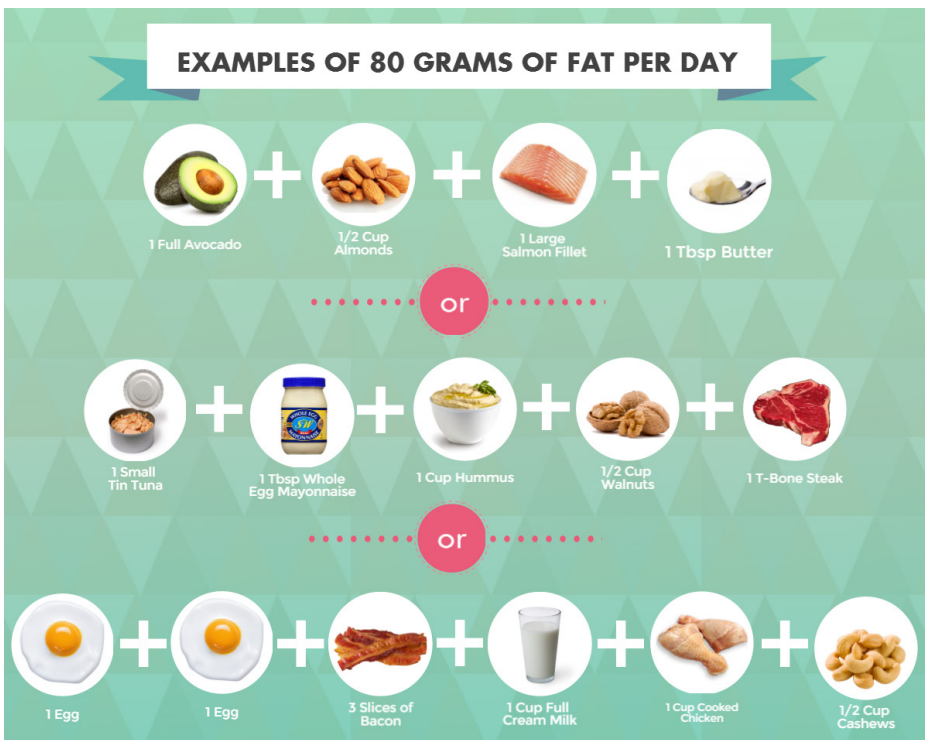 EXAMPLES OF 80 GRAMS OF FAT PER DAY
1 Full Avocado
1/2 Cup
Almonds
1 Large
Salmon Fillet
1 Tbsp Butter
or
1 Small
Tin Tuna
WHOLE EGG
S&W
MAYONNAISE
1 Tbsp Whole
Egg Mayonnaise
1 Cup Hummus
1/2 Cup
Walnuts
1 T-Bone Steak
or
1 Egg
1 Egg
3 Slices of
Bacon
1 Cup Full
Cream Milk
1 Cup Cooked
Chicken
1/2 Cup
Cashews